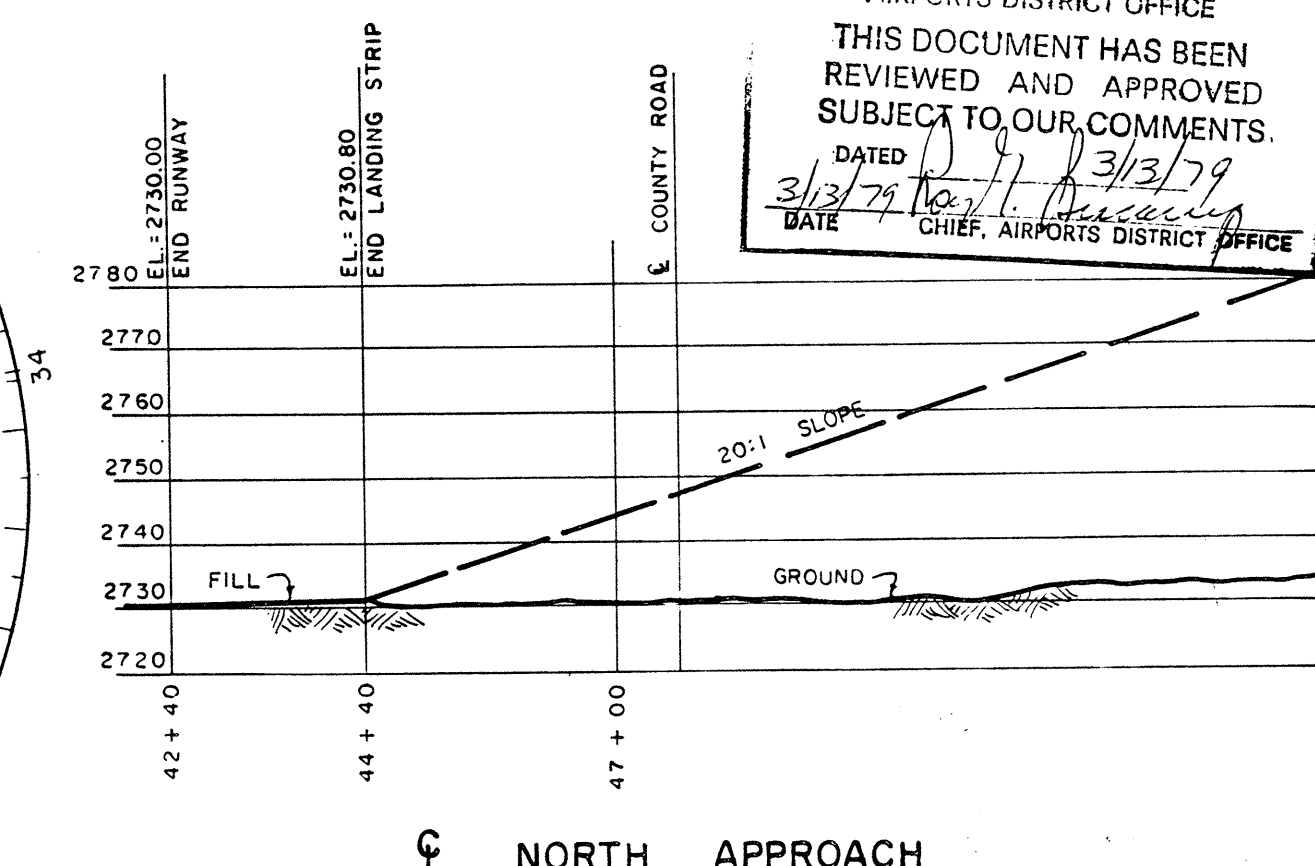 AIRPORTS DISTRICT OFFICE
THIS DOCUMENT HAS BEEN
REVIEWED AND APPROVED
SUBJECT TO OUR COMMENTS.
DATED 3/13/79
3/13/79
DATE CHIEF, AIRPORTS DISTRICT OFFICE
EL.= 2730.00
END RUNWAY
EL.= 2730.80
END LANDING STRIP
℄ COUNTY ROAD
34
2780
2770
2760
2750
2740
2730
2720
20:1 SLOPE
FILL
GROUND
42 + 40
44 + 40
47 + 00
℄ NORTH APPROACH